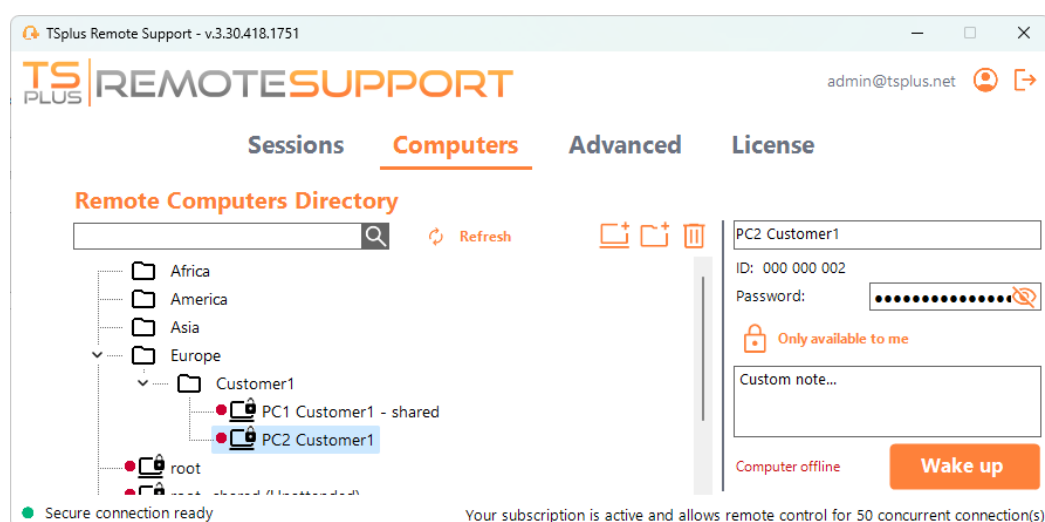 TSplus Remote Support - v.3.30.418.1751
TS PLUS REMOTESUPPORT
admin@tsplus.net
Sessions Computers Advanced License
Remote Computers Directory
Refresh
Africa
America
Asia
Europe
Customer1
PC1 Customer1 - shared
PC2 Customer1
root
root - shared (Unattended)
PC2 Customer1
ID: 000 000 002
Password:
Only available to me
Custom note...
Computer offline
Wake up
Secure connection ready
Your subscription is active and allows remote control for 50 concurrent connection(s)